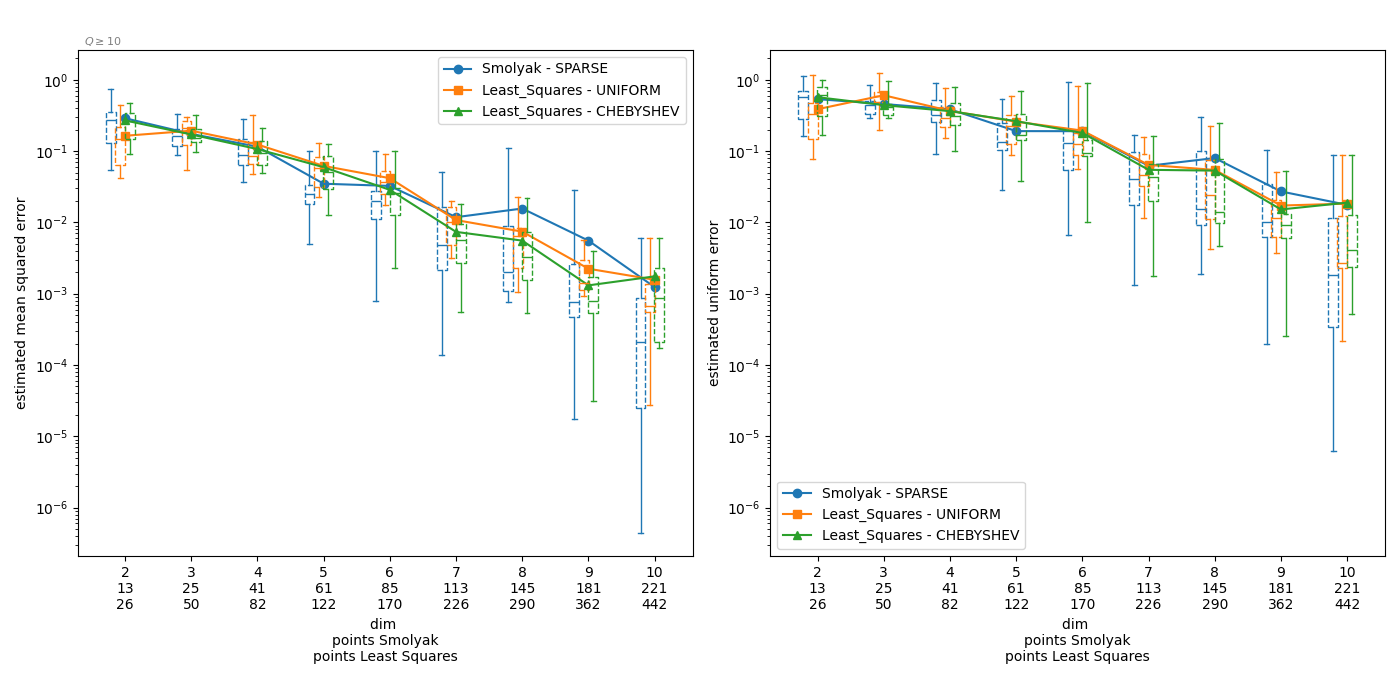 Q ≥ 10
estimated mean squared error
10⁰
10⁻¹
10⁻²
10⁻³
10⁻⁴
10⁻⁵
10⁻⁶
Smolyak - SPARSE
Least_Squares - UNIFORM
Least_Squares - CHEBYSHEV
2 3 4 5 6 7 8 9 10
13 25 41 61 85 113 145 181 221
26 50 82 122 170 226 290 362 442
dim
points Smolyak
points Least Squares
estimated uniform error
10⁰
10⁻¹
10⁻²
10⁻³
10⁻⁴
10⁻⁵
10⁻⁶
Smolyak - SPARSE
Least_Squares - UNIFORM
Least_Squares - CHEBYSHEV
2 3 4 5 6 7 8 9 10
13 25 41 61 85 113 145 181 221
26 50 82 122 170 226 290 362 442
dim
points Smolyak
points Least Squares